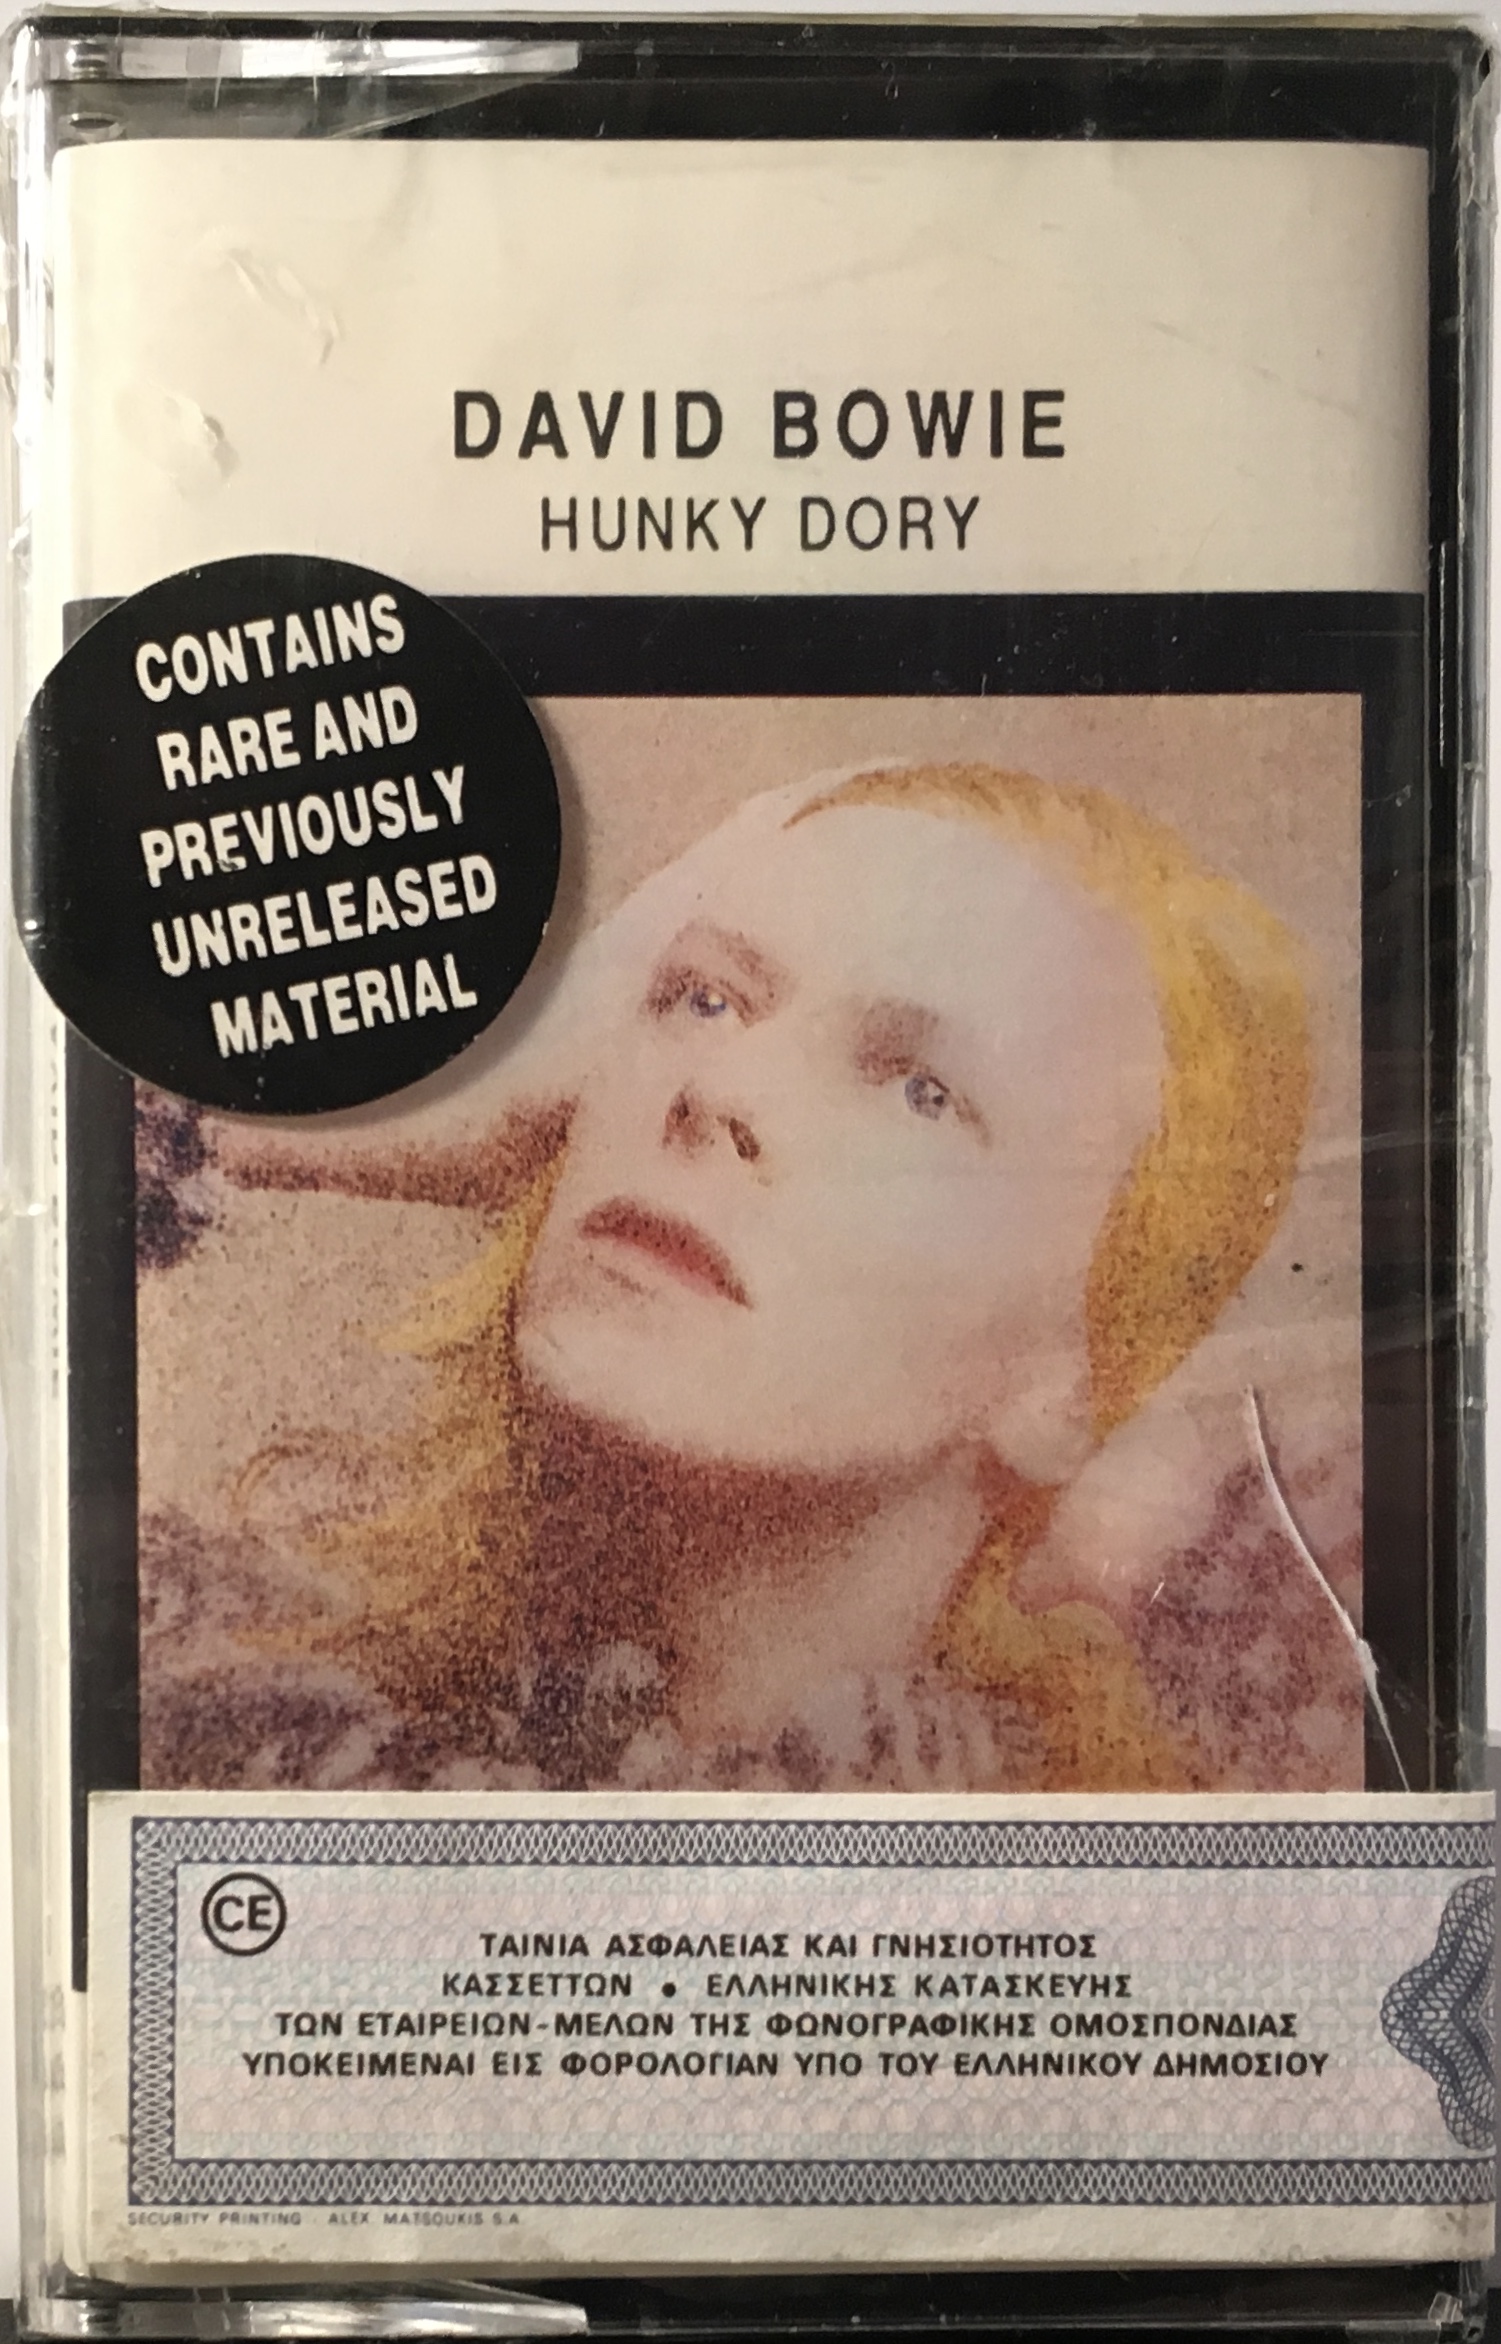 DAVID BOWIE
HUNKY DORY
CONTAINS
RARE AND
PREVIOUSLY
UNRELEASED
MATERIAL
CE
ΤΑΙΝΙΑ ΑΣΦΑΛΕΙΑΣ ΚΑΙ ΓΝΗΣΙΟΤΗΤΟΣ
ΚΑΣΣΕΤΤΩΝ • ΕΛΛΗΝΙΚΗΣ ΚΑΤΑΣΚΕΥΗΣ
ΤΩΝ ΕΤΑΙΡΕΙΩΝ-ΜΕΛΩΝ ΤΗΣ ΦΩΝΟΓΡΑΦΙΚΗΣ ΟΜΟΣΠΟΝΔΙΑΣ
ΥΠΟΚΕΙΜΕΝΑΙ ΕΙΣ ΦΟΡΟΛΟΓΙΑΝ ΥΠΟ ΤΟΥ ΕΛΛΗΝΙΚΟΥ ΔΗΜΟΣΙΟΥ
SECURITY PRINTING · ALEX MATSOUKIS S.A